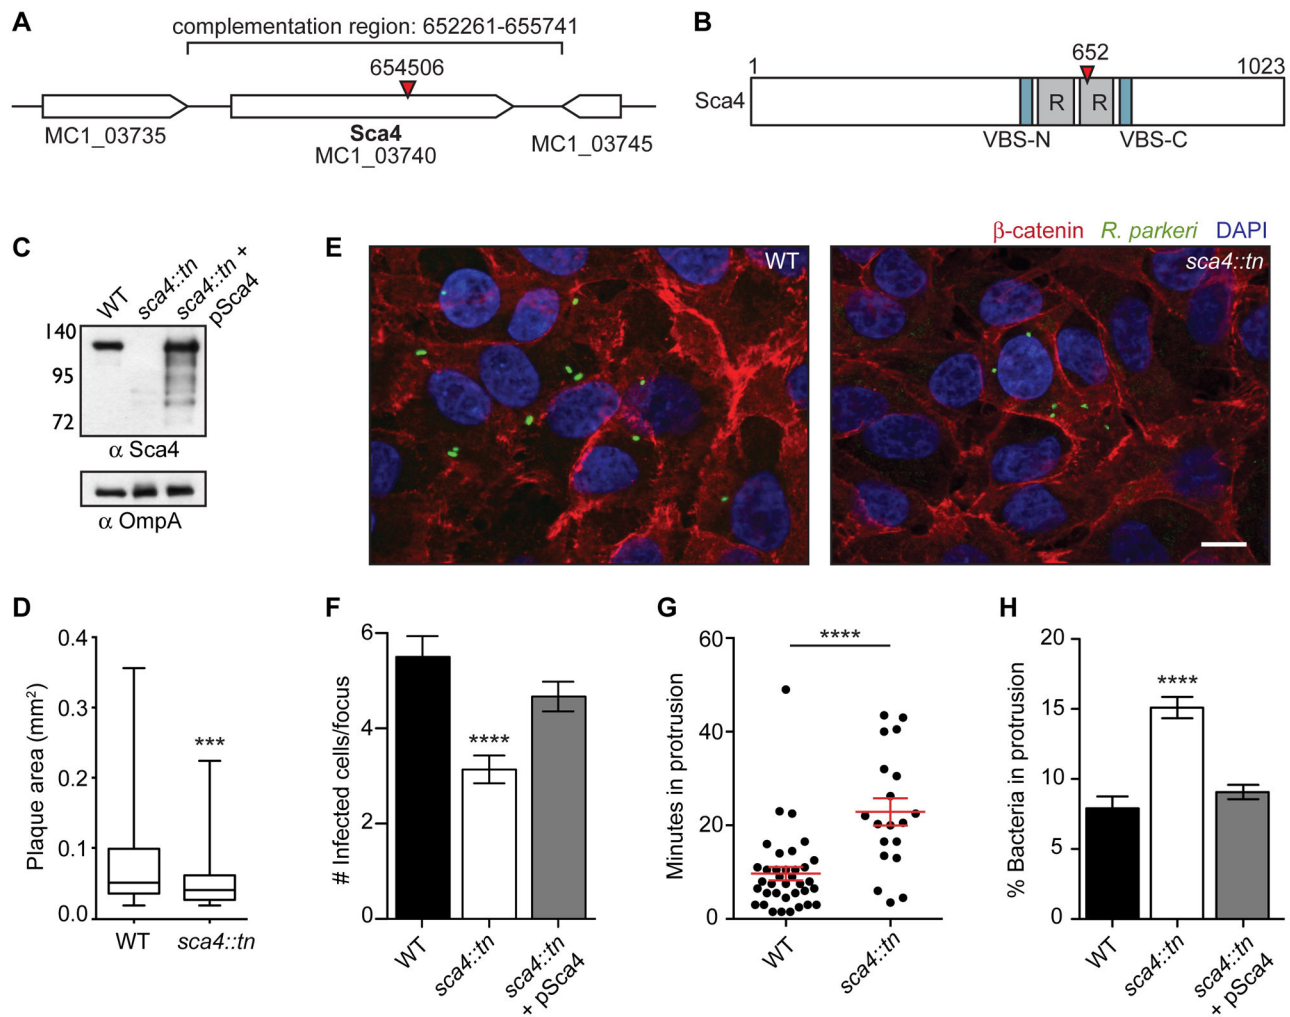 A
complementation region: 652261-655741
654506
MC1_03735
Sca4
MC1_03740
MC1_03745
B
652
1
1023
Sca4
R
R
VBS-N
VBS-C
C
WT
sca4::tn
sca4::tn +
pSca4
140
95
72
α Sca4
α OmpA
E
β-catenin R. parkeri DAPI
WT
sca4::tn
D
Plaque area (mm²)
0.4
0.3
0.2
0.1
0.0
***
WT
sca4::tn
F
# Infected cells/focus
6
4
2
0
****
WT
sca4::tn
sca4::tn
+ pSca4
G
Minutes in protrusion
60
40
20
0
****
WT
sca4::tn
H
% Bacteria in protrusion
20
15
10
5
0
****
WT
sca4::tn
sca4::tn
+ pSca4